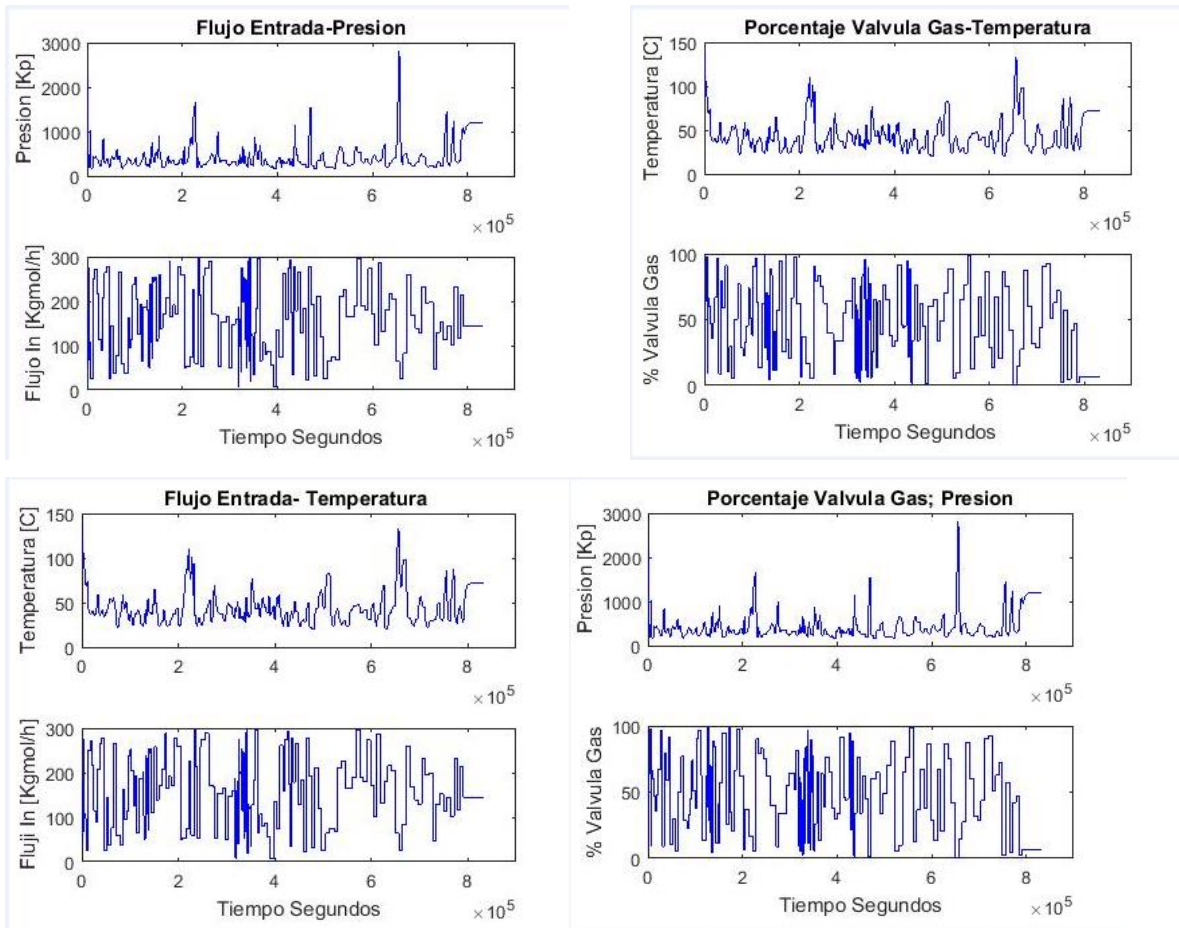 Flujo Entrada-Presion
Presion [Kp]
3000
2000
1000
0
0 2 4 6 8
× 10^5
Flujo In [Kgmol/h]
300
200
100
0
0 2 4 6 8
Tiempo Segundos
× 10^5
Porcentaje Valvula Gas-Temperatura
Temperatura [C]
150
100
50
0
0 2 4 6 8
× 10^5
% Valvula Gas
100
50
0
0 2 4 6 8
Tiempo Segundos
× 10^5
Flujo Entrada- Temperatura
Temperatura [C]
150
100
50
0
0 2 4 6 8
× 10^5
Fluji In [Kgmol/h]
300
200
100
0
0 2 4 6 8
Tiempo Segundos
× 10^5
Porcentaje Valvula Gas; Presion
Presion [Kp]
3000
2000
1000
0
0 2 4 6 8
× 10^5
% Valvula Gas
100
50
0
0 2 4 6 8
Tiempo Segundos
× 10^5